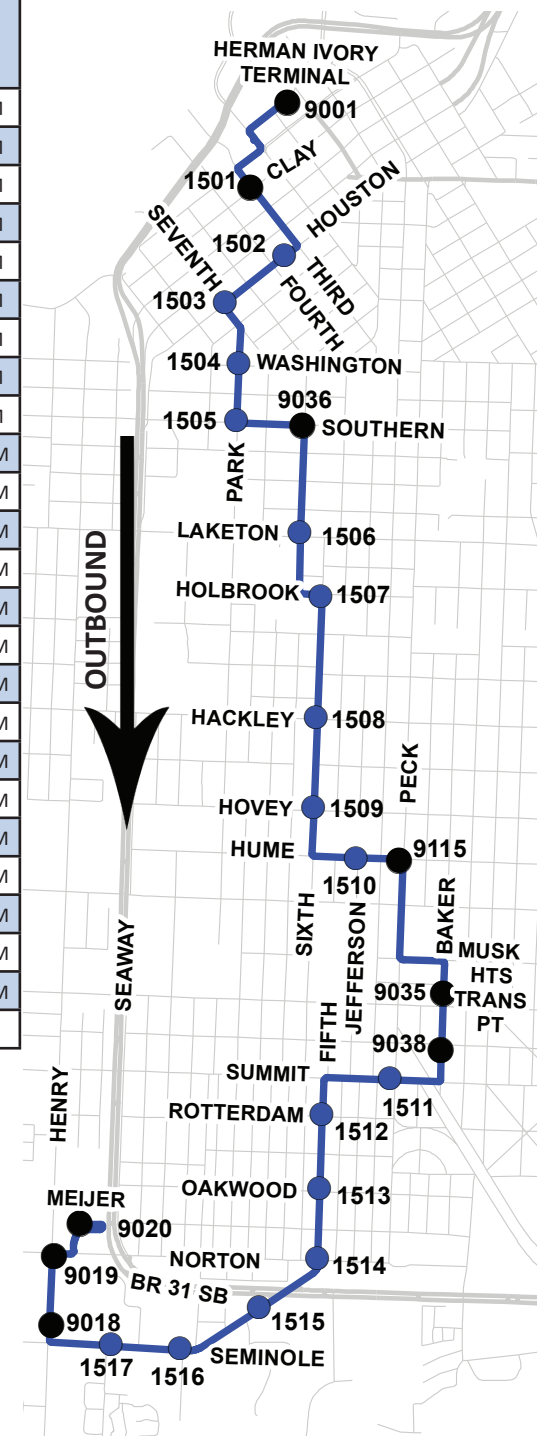 HERMAN IVORY
TERMINAL
9001
CLAY
1501
HOUSTON
SEVENTH
1502
THIRD
FOURTH
1503
1504
WASHINGTON
9036
1505
SOUTHERN
PARK
LAKETON
1506
OUTBOUND
HOLBROOK
1507
HACKLEY
1508
PECK
HOVEY
1509
HUME
9115
1510
SIXTH
JEFFERSON
BAKER
SEAWAY
MUSK
HTS
TRANS
PT
9035
9038
FIFTH
SUMMIT
1511
HENRY
ROTTERDAM
1512
OAKWOOD
1513
MEIJER
9020
NORTON
1514
9019
BR 31 SB
9018
1515
1517
1516
SEMINOLE